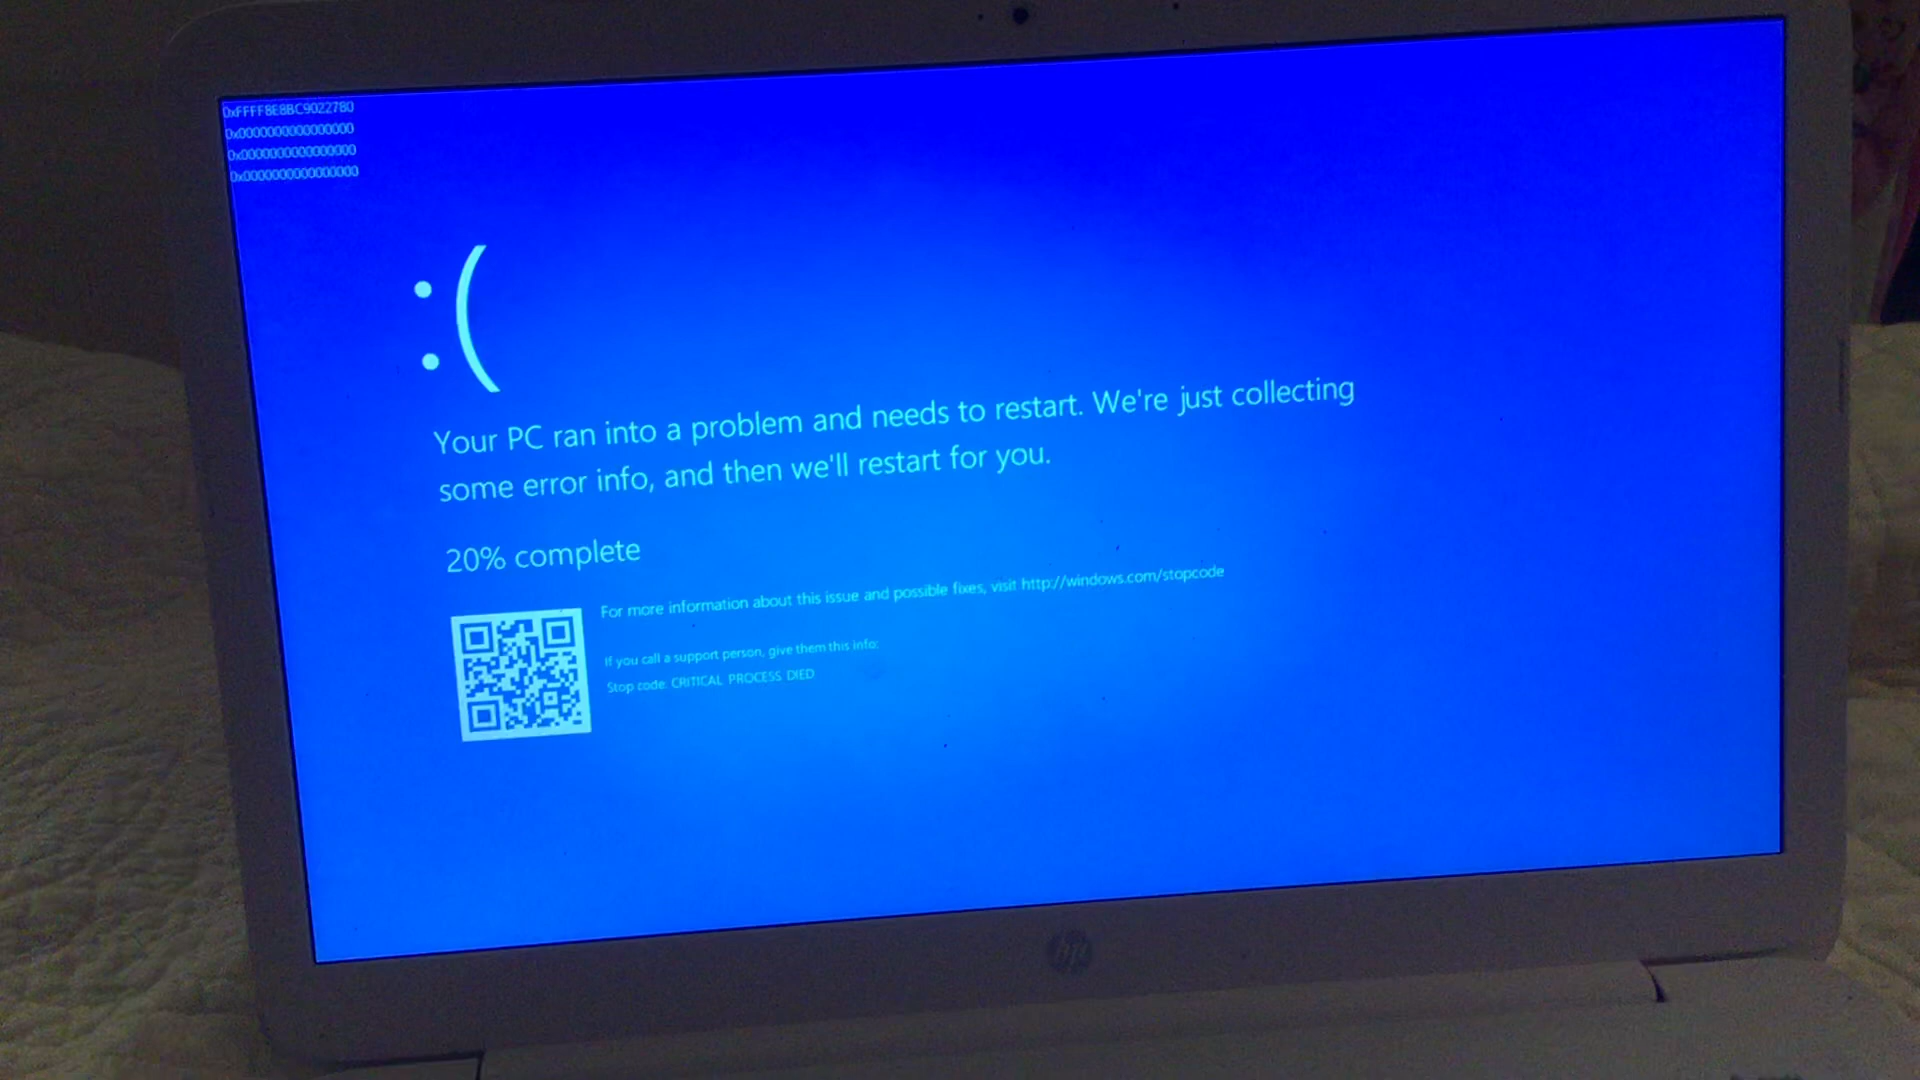 0xFFFF8E8BC9022780
0x0000000000000000
0x0000000000000000
0x0000000000000000
:(
Your PC ran into a problem and needs to restart. We're just collecting
some error info, and then we'll restart for you.
20% complete
For more information about this issue and possible fixes, visit http://windows.com/stopcode
If you call a support person, give them this info:
Stop code: CRITICAL PROCESS DIED
hp